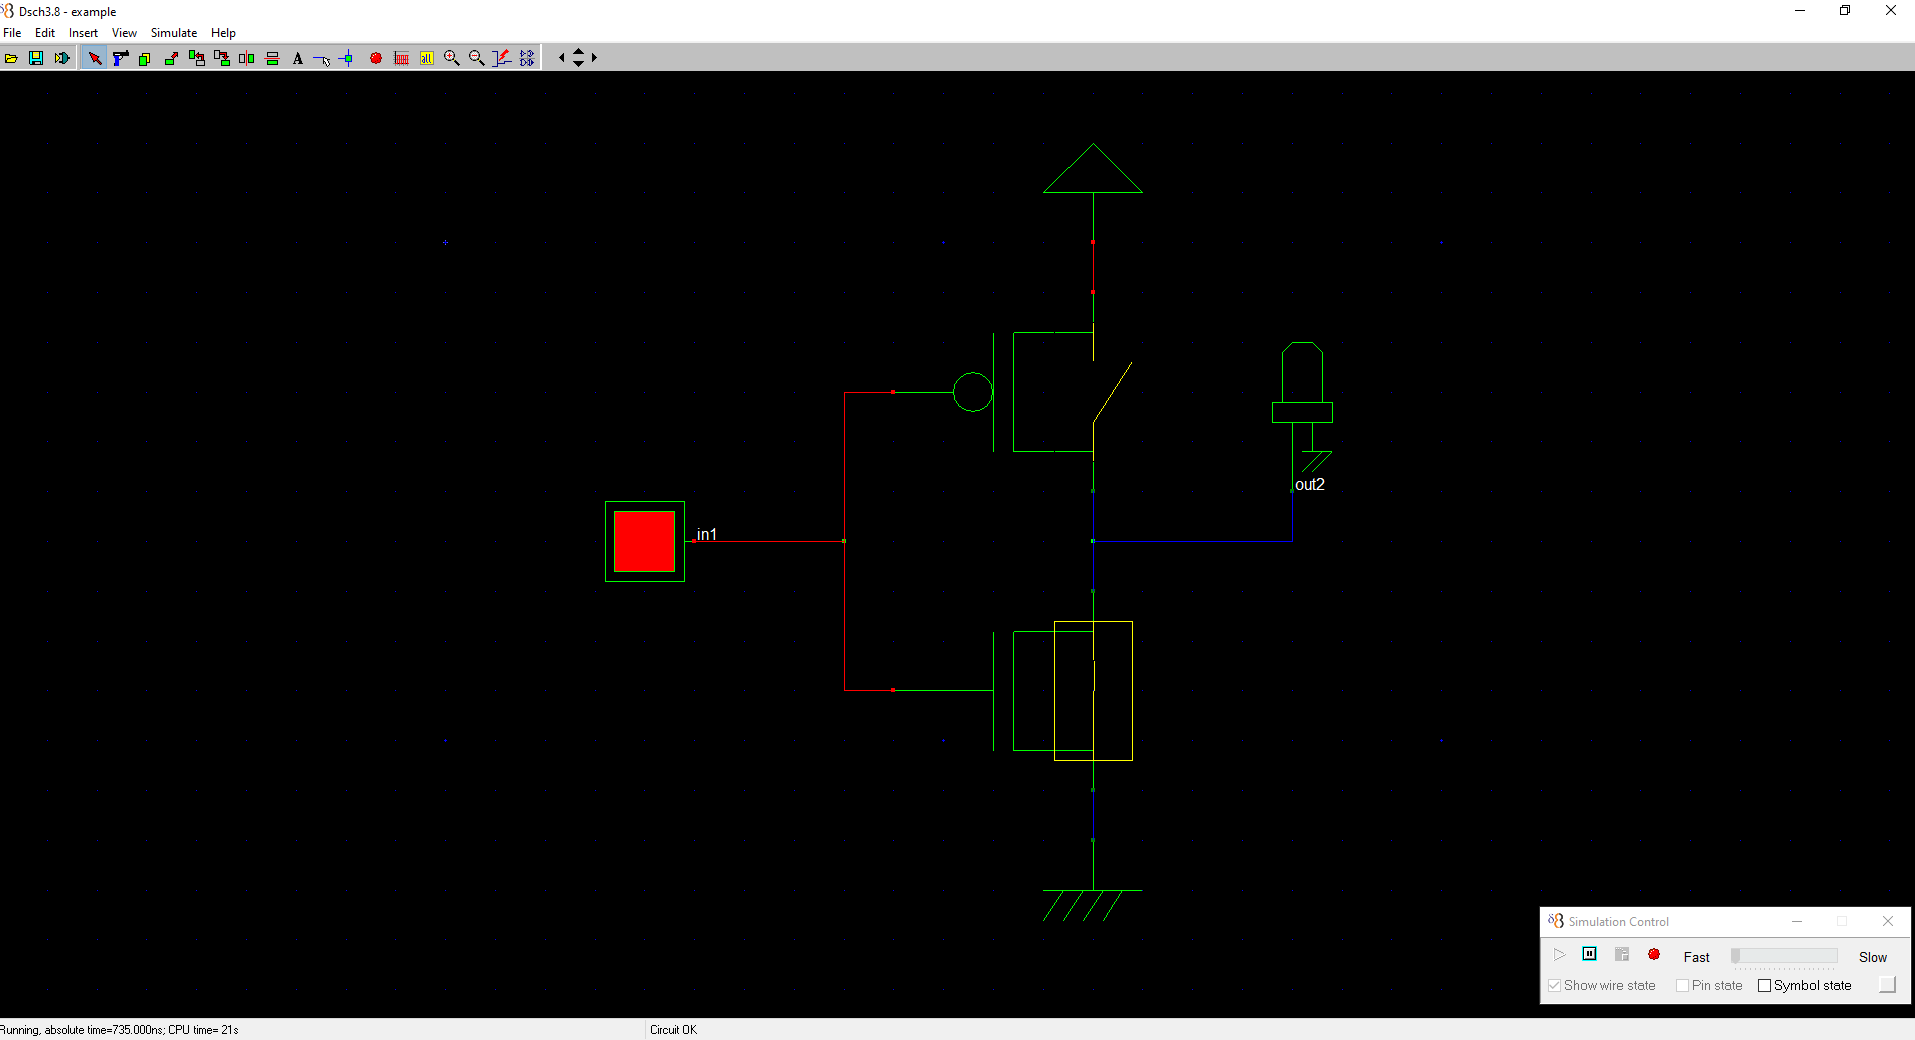 Dsch3.8 - example
File Edit Insert View Simulate Help
A
all
in1
out2
Simulation Control
Fast Slow
Show wire state Pin state Symbol state
Running, absolute time=735.000ns; CPU time= 21s Circuit OK